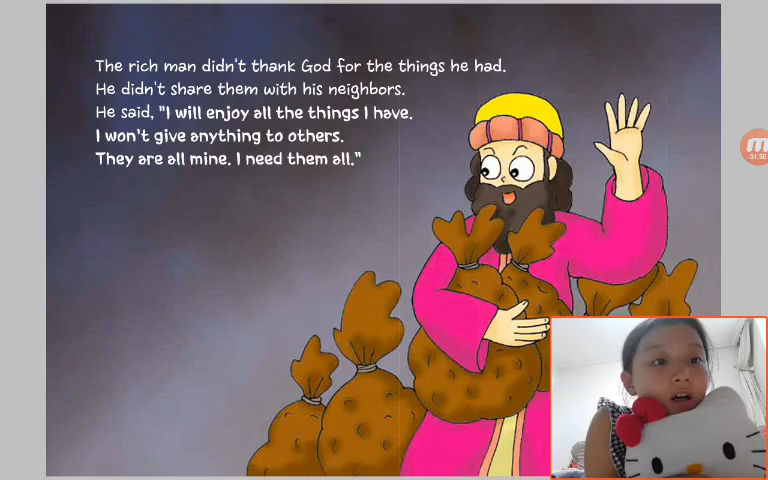 The rich man didn't thank God for the things he had.
He didn't share them with his neighbors.
He said, "I will enjoy all the things I have.
I won't give anything to others.
They are all mine. I need them all."
01:58